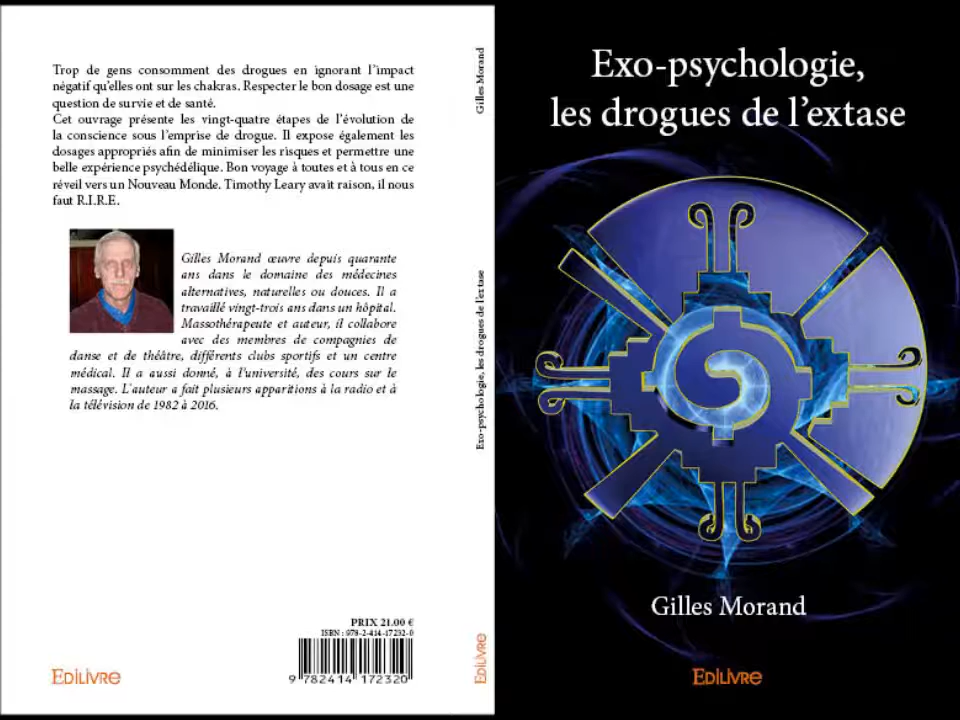 Trop de gens consomment des drogues en ignorant l'impact
négatif qu'elles ont sur les chakras. Respecter le bon dosage est une
question de survie et de santé.
Cet ouvrage présente les vingt-quatre étapes de l'évolution de
la conscience sous l'emprise de drogue. Il expose également les
dosages appropriés afin de minimiser les risques et permettre une
belle expérience psychédélique. Bon voyage à toutes et à tous en ce
réveil vers un Nouveau Monde. Timothy Leary avait raison, il nous
faut R.I.R.E.
Gilles Morand œuvre depuis quarante
ans dans le domaine des médecines
alternatives, naturelles ou douces. Il a
travaillé vingt-trois ans dans un hôpital.
Massothérapeute et auteur, il collabore
avec des membres de compagnies de
danse et de théâtre, différents clubs sportifs et un centre
médical. Il a aussi donné, à l'université, des cours sur le
massage. L'auteur a fait plusieurs apparitions à la radio et à
la télévision de 1982 à 2016.
PRIX 21.00 €
ISBN : 978-2-414-17232-0
9 782414 172320
EDILIVRE
Gilles Morand
Exo-psychologie, les drogues de l'extase
EDILIVRE
Exo-psychologie,
les drogues de l'extase
Gilles Morand
EDILIVRE